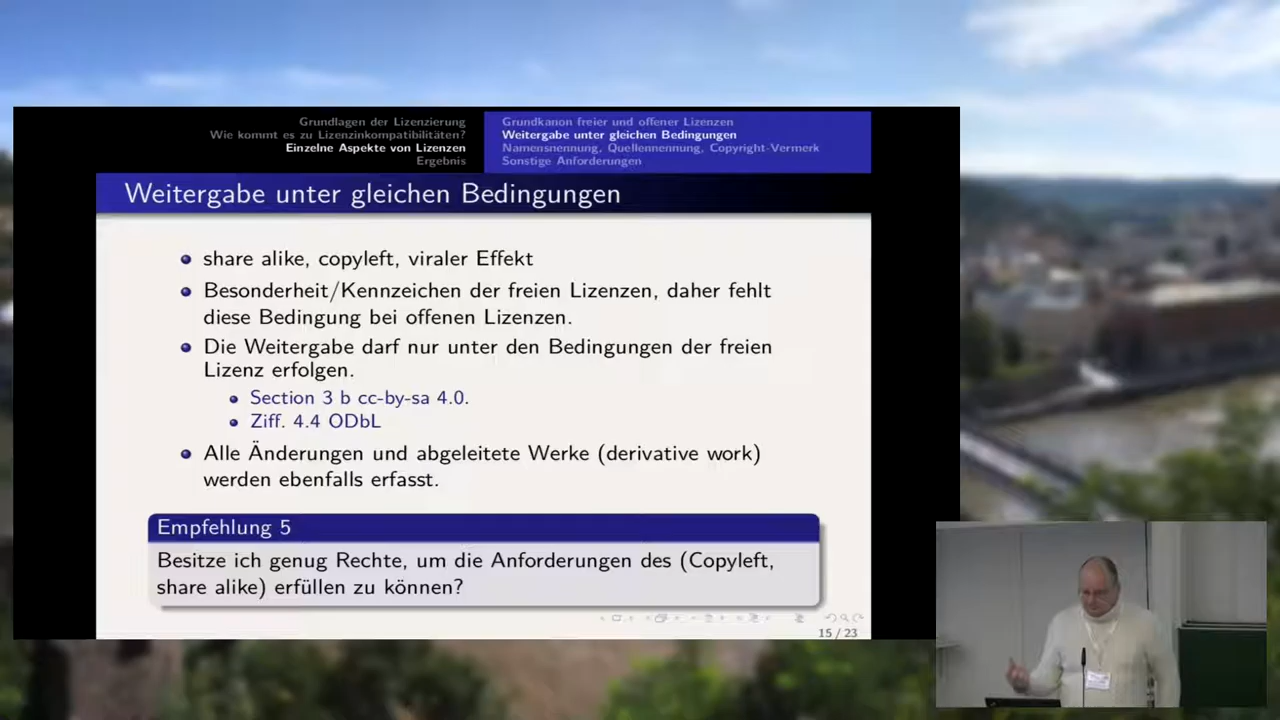 Grundlagen der Lizenzierung
Wie kommt es zu Lizenzinkompatibilitäten?
Einzelne Aspekte von Lizenzen
Ergebnis
Grundkanon freier und offener Lizenzen
Weitergabe unter gleichen Bedingungen
Namensnennung, Quellennennung, Copyright-Vermerk
Sonstige Anforderungen
Weitergabe unter gleichen Bedingungen
share alike, copyleft, viraler Effekt
Besonderheit/Kennzeichen der freien Lizenzen, daher fehlt
diese Bedingung bei offenen Lizenzen.
Die Weitergabe darf nur unter den Bedingungen der freien
Lizenz erfolgen.
Section 3 b cc-by-sa 4.0.
Ziff. 4.4 ODbL
Alle Änderungen und abgeleitete Werke (derivative work)
werden ebenfalls erfasst.
Empfehlung 5
Besitze ich genug Rechte, um die Anforderungen des (Copyleft,
share alike) erfüllen zu können?
15 / 23